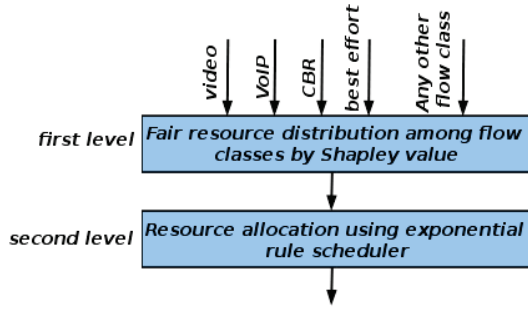 video
VoIP
CBR
best effort
Any other
flow class
first level
Fair resource distribution among flow
classes by Shapley value
second level
Resource allocation using exponential
rule scheduler